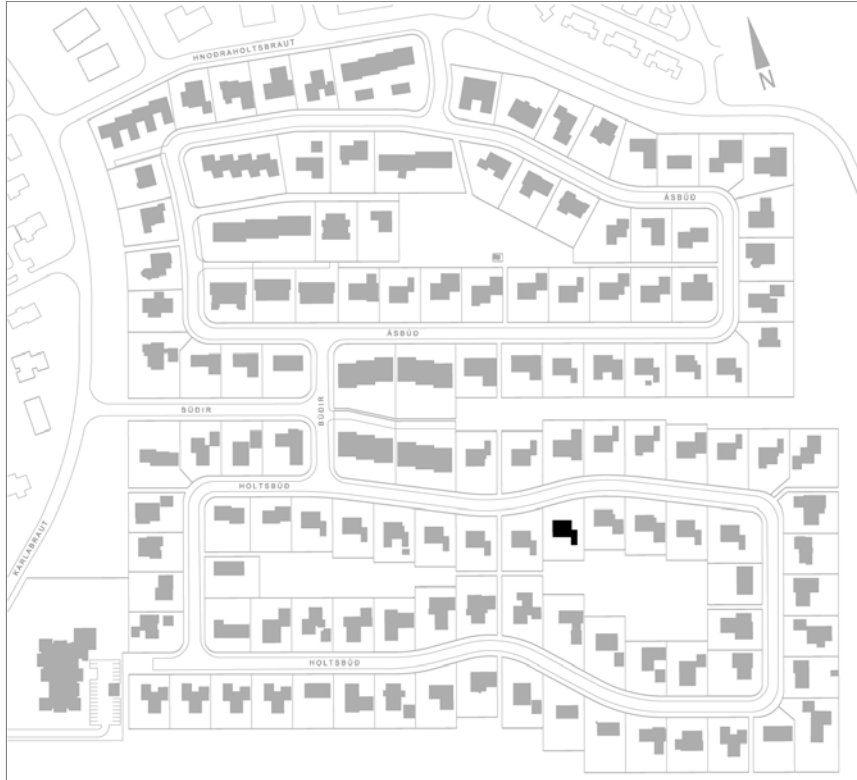 HNOÐRAHOLTSBRAUT
N
ÁSBÚÐ
ÁSBÚÐ
BÚÐIR
BÚÐIR
HOLTSBÚÐ
KARLABRAUT
HOLTSBÚÐ